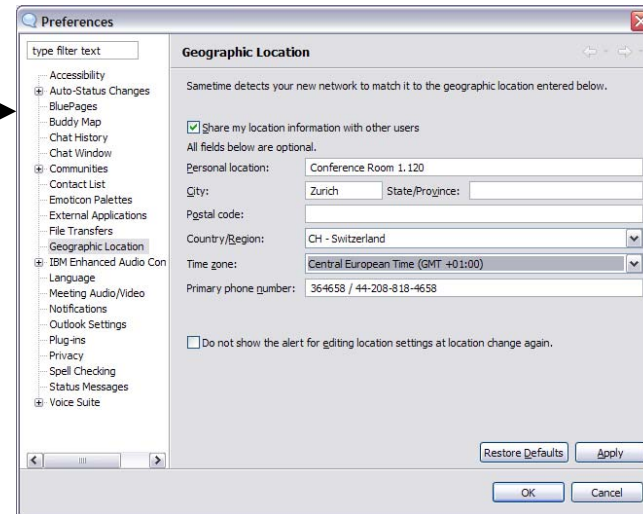 Preferences
type filter text
Accessibility
Auto-Status Changes
BluePages
Buddy Map
Chat History
Chat Window
Communities
Contact List
Emoticon Palettes
External Applications
File Transfers
Geographic Location
IBM Enhanced Audio Con
Language
Meeting Audio/Video
Notifications
Outlook Settings
Plug-ins
Privacy
Spell Checking
Status Messages
Voice Suite
Geographic Location
Sametime detects your new network to match it to the geographic location entered below.
Share my location information with other users
All fields below are optional.
Personal location: Conference Room 1.120
City: Zurich State/Province:
Postal code:
Country/Region: CH - Switzerland
Time zone: Central European Time (GMT +01:00)
Primary phone number: 364658 / 44-208-818-4658
Do not show the alert for editing location settings at location change again.
Restore Defaults Apply
OK Cancel